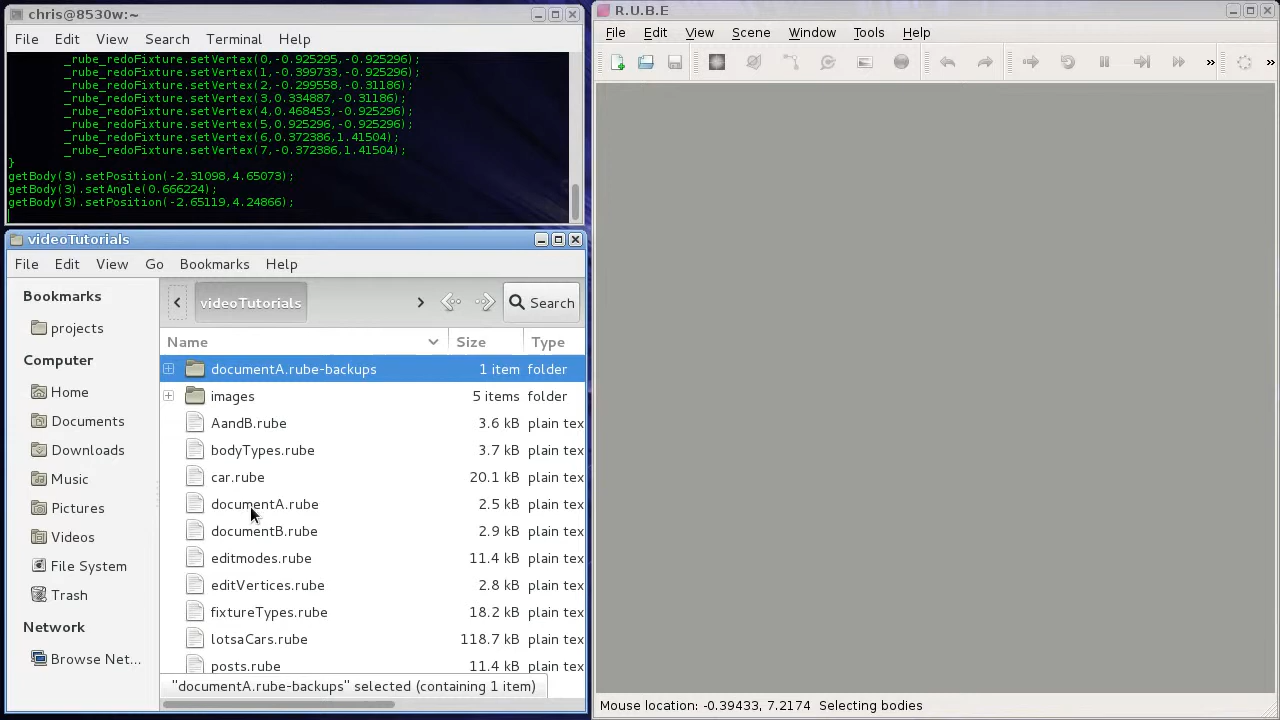 chris@8530w:~
File Edit View Search Terminal Help
_rube_redoFixture.setVertex(0,-0.925295,-0.925296);
_rube_redoFixture.setVertex(1,-0.399733,-0.925296);
_rube_redoFixture.setVertex(2,-0.299558,-0.31186);
_rube_redoFixture.setVertex(3,0.334887,-0.31186);
_rube_redoFixture.setVertex(4,0.468453,-0.925296);
_rube_redoFixture.setVertex(5,0.925296,-0.925296);
_rube_redoFixture.setVertex(6,0.372386,1.41504);
_rube_redoFixture.setVertex(7,-0.372386,1.41504);
}
getBody(3).setPosition(-2.31098,4.65073);
getBody(3).setAngle(0.666224);
getBody(3).setPosition(-2.65119,4.24866);
videoTutorials
File Edit View Go Bookmarks Help
Bookmarks
projects
Computer
Home
Documents
Downloads
Music
Pictures
Videos
File System
Trash
Network
Browse Net...
videoTutorials Search
Name Size Type
documentA.rube-backups 1 item folder
images 5 items folder
AandB.rube 3.6 kB plain tex
bodyTypes.rube 3.7 kB plain tex
car.rube 20.1 kB plain tex
documentA.rube 2.5 kB plain tex
documentB.rube 2.9 kB plain tex
editmodes.rube 11.4 kB plain tex
editVertices.rube 2.8 kB plain tex
fixtureTypes.rube 18.2 kB plain tex
lotsaCars.rube 118.7 kB plain tex
posts.rube 11.4 kB plain tex
"documentA.rube-backups" selected (containing 1 item)
R.U.B.E
File Edit View Scene Window Tools Help
» »
Mouse location: 5.39433, 7.2174 Selecting bodies